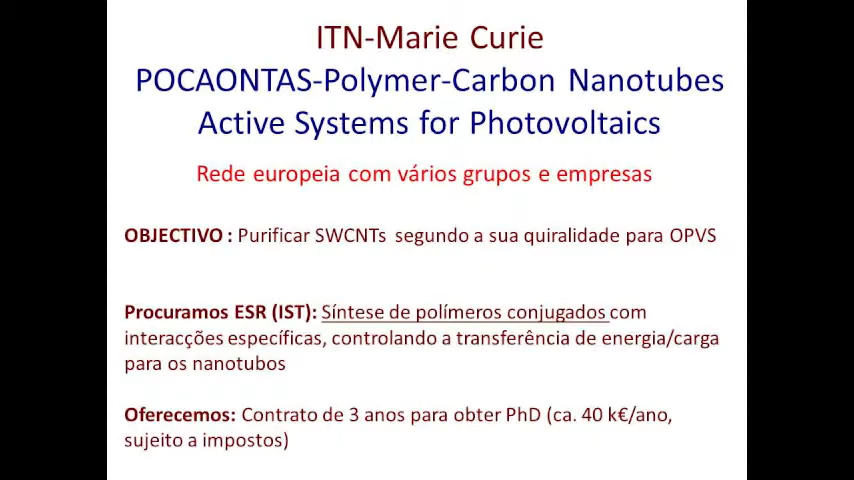 ITN-Marie Curie
POCAONTAS-Polymer-Carbon Nanotubes
Active Systems for Photovoltaics
Rede europeia com vários grupos e empresas
OBJECTIVO : Purificar SWCNTs segundo a sua quiralidade para OPVS
Procuramos ESR (IST): Síntese de polímeros conjugados com
interacções específicas, controlando a transferência de energia/carga
para os nanotubos
Oferecemos: Contrato de 3 anos para obter PhD (ca. 40 k€/ano,
sujeito a impostos)